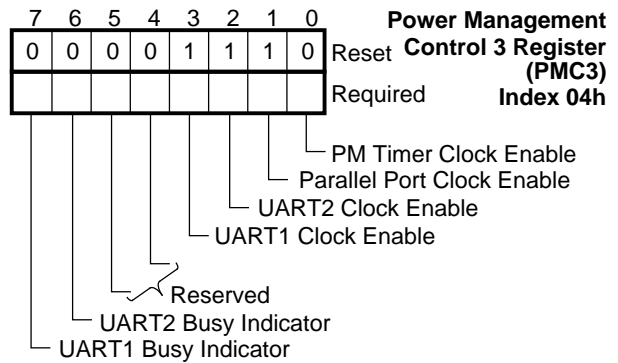 7 6 5 4 3 2 1 0
Power Management
0 0 0 0 1 1 1 0 Reset
Control 3 Register
(PMC3)
Required
Index 04h
PM Timer Clock Enable
Parallel Port Clock Enable
UART2 Clock Enable
UART1 Clock Enable
Reserved
UART2 Busy Indicator
UART1 Busy Indicator